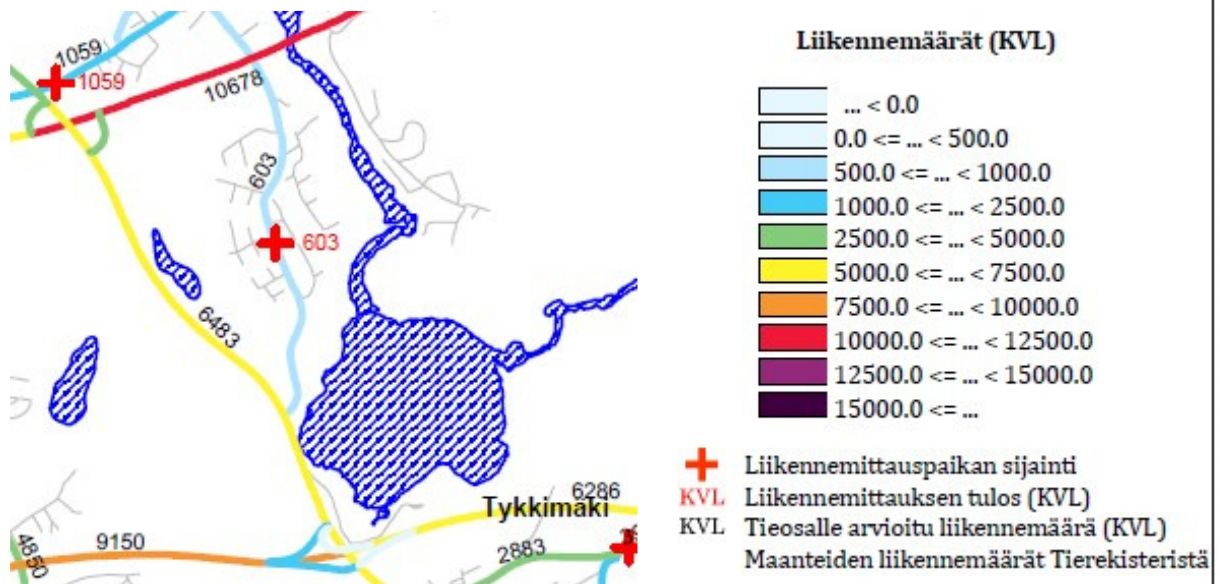 1059
1059
10678
603
603
6483
Tykkimäki
6286
9150
2883
4850
Liikennemäärät (KVL)
... < 0.0
0.0 <= ... < 500.0
500.0 <= ... < 1000.0
1000.0 <= ... < 2500.0
2500.0 <= ... < 5000.0
5000.0 <= ... < 7500.0
7500.0 <= ... < 10000.0
10000.0 <= ... < 12500.0
12500.0 <= ... < 15000.0
15000.0 <= ...
Liikennemittauspaikan sijainti
KVL Liikennemittauksen tulos (KVL)
KVL Tieosalle arvioitu liikennemäärä (KVL)
Maanteiden liikennemäärät Tierekisteristä